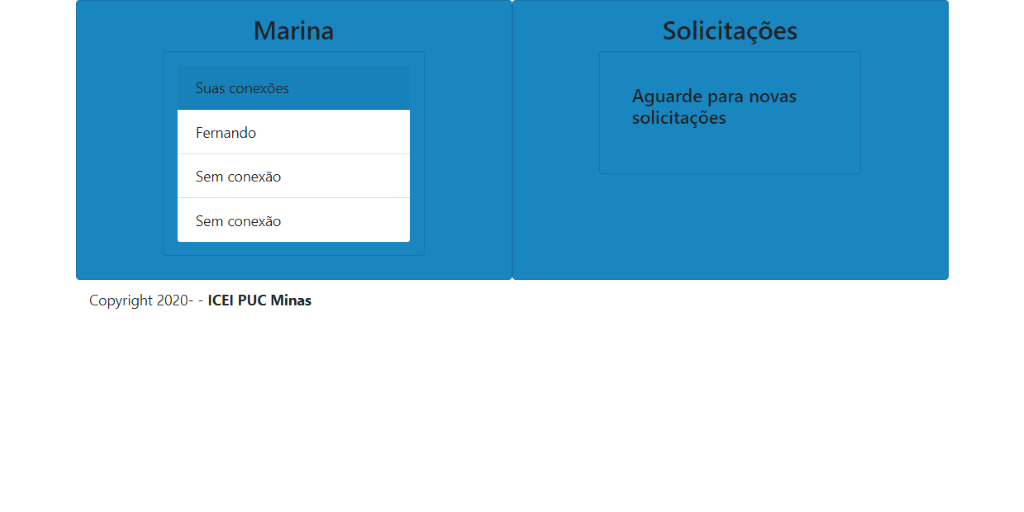 Marina
Suas conexões
Fernando
Sem conexão
Sem conexão
Solicitações
Aguarde para novas
solicitações
Copyright 2020- - ICEI PUC Minas